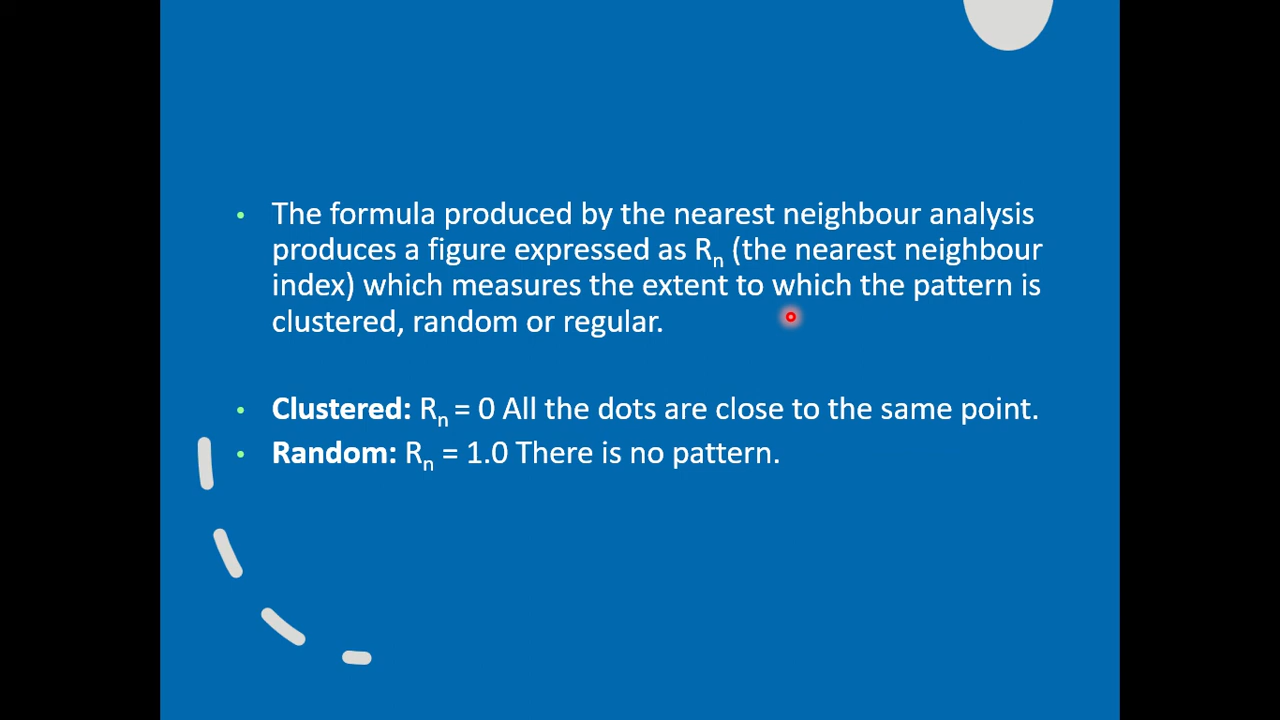 • The formula produced by the nearest neighbour analysis
produces a figure expressed as Rn (the nearest neighbour
index) which measures the extent to which the pattern is
clustered, random or regular.
• Clustered: Rn = 0 All the dots are close to the same point.
• Random: Rn = 1.0 There is no pattern.